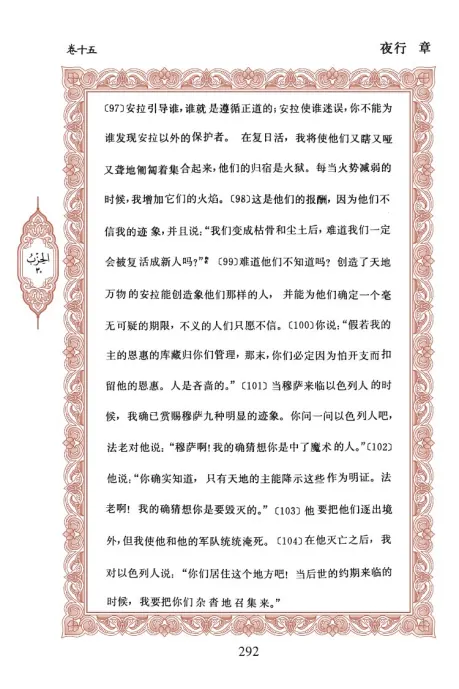 卷十五
夜行 章
〔97〕安拉引导谁,谁就是遵循正道的;安拉使谁迷误,你不能为
谁发现安拉以外的保护者。 在复日活,我将使他们又瞎又哑
又聋地匍匐着集合起来,他们的归宿是火狱。每当火势减弱的
时候,我增加它们的火焰。〔98〕这是他们的报酬,因为他们不
信我的迹象,并且说:“我们变成枯骨和尘土后,难道我们一定
会被复活成新人吗?”〔99〕难道他们不知道吗? 创造了天地
万物的安拉能创造象他们那样的人, 并能为他们确定一个毫
无可疑的期限,不义的人们只愿不信。〔100〕你说:“假若我的
主的恩惠的库藏归你们管理,那末,你们必定因为怕开支而扣
留他的恩惠。人是吝啬的。”〔101〕当穆萨来临以色列人的时
候,我确已赏赐穆萨九种明显的迹象。你问一问以色列人吧,
法老对他说:“穆萨啊!我的确猜想你是中了魔术的人。”〔102〕
他说:“你确实知道, 只有天地的主能降示这些作为明证。法
老啊! 我的确猜想你是要毁灭的。”〔103〕他要把他们逐出境
外,但我使他和他的军队统统淹死。〔104〕在他灭亡之后,我
对以色列人说:“你们居住这个地方吧!当后世的约期来临的
时候,我要把你们杂沓地召集来。”
الحزب
٣٠
292